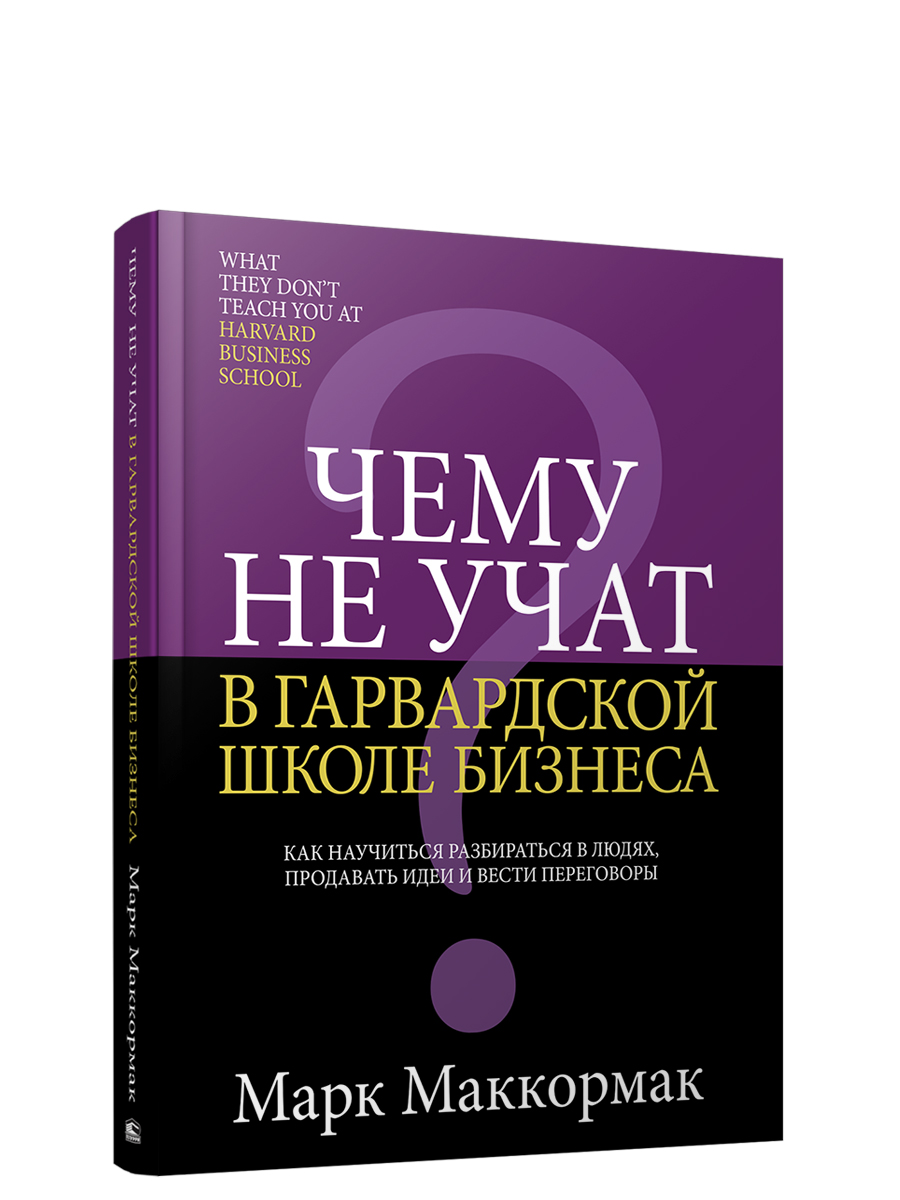 WHAT
THEY DON'T
TEACH YOU AT
HARVARD
BUSINESS
SCHOOL
ЧЕМУ
НЕ УЧАТ
В ГАРВАРДСКОЙ
ШКОЛЕ БИЗНЕСА
КАК НАУЧИТЬСЯ РАЗБИРАТЬСЯ В ЛЮДЯХ,
ПРОДАВАТЬ ИДЕИ И ВЕСТИ ПЕРЕГОВОРЫ
?
Марк Маккормак
ЧЕМУ НЕ УЧАТ В ГАРВАРДСКОЙ ШКОЛЕ БИЗНЕСА Марк Маккормак